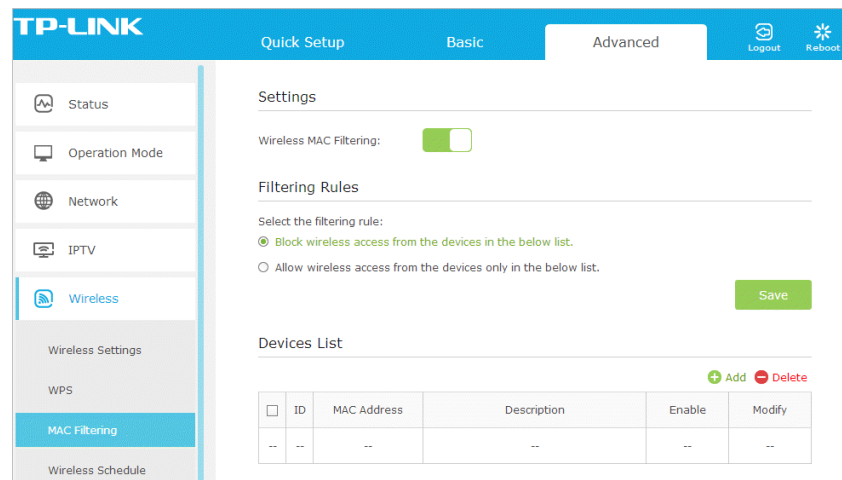 TP-LINK
Quick Setup
Basic
Advanced
Logout
Reboot
Status
Operation Mode
Network
IPTV
Wireless
Wireless Settings
WPS
MAC Filtering
Wireless Schedule
Settings
Wireless MAC Filtering:
Filtering Rules
Select the filtering rule:
Block wireless access from the devices in the below list.
Allow wireless access from the devices only in the below list.
Save
Devices List
Add Delete
ID MAC Address Description Enable Modify
-- -- -- -- -- --